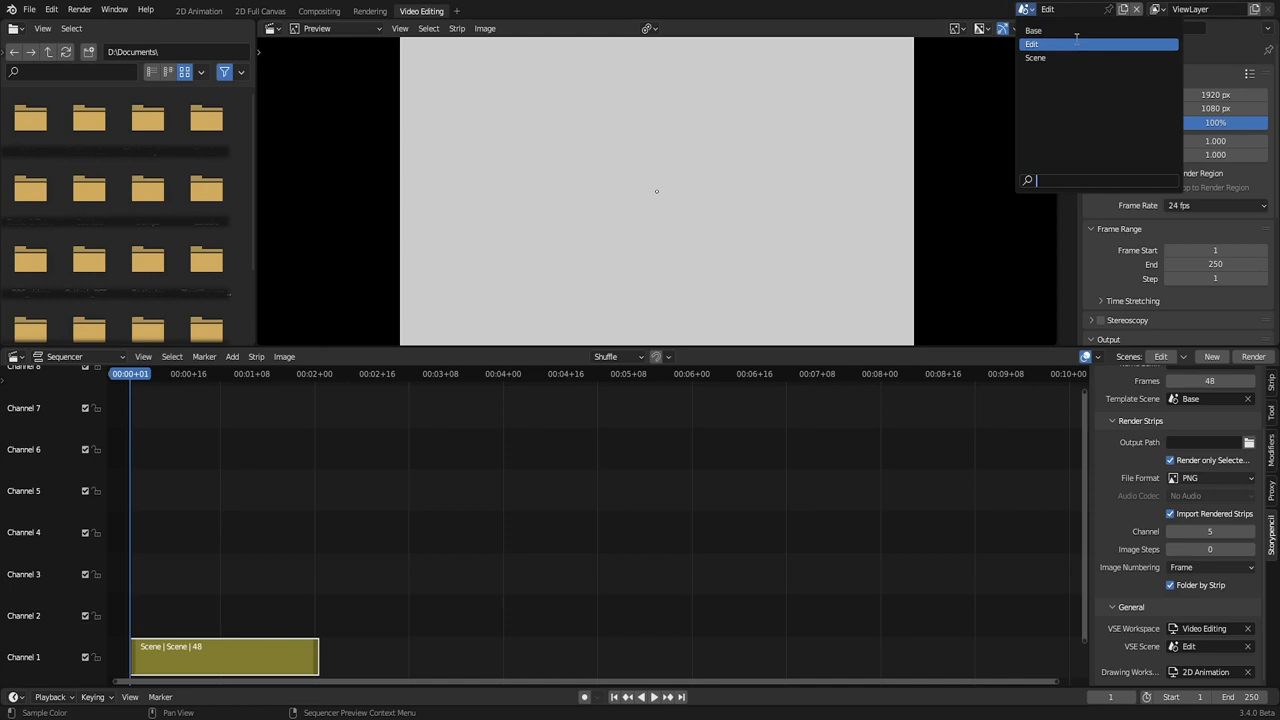 File Edit Render Window Help 2D Animation 2D Full Canvas Compositing Rendering Video Editing + Edit ViewLayer
View Select Preview View Select Strip Image
Base
Edit
Scene
D:\Documents\
1920 px
1080 px
100%
1.000
1.000
Frame Rate 24 fps
Frame Range
Frame Start 1
End 250
Step 1
Time Stretching
Stereoscopy
Output
Sequencer View Select Marker Add Strip Image Shuffle Scenes: Edit New Render
00:00+01 00:00+16 00:01+08 00:02+00 00:02+16 00:03+08 00:04+00 00:04+16 00:05+08 00:06+00 00:06+16 00:07+08 00:08+00 00:08+16 00:09+08 00:10+00
Channel 7
Channel 6
Channel 5
Channel 4
Channel 3
Channel 2
Channel 1
Scene | Scene | 48
Frames 48
Template Scene Base
Render Strips
Output Path
Render only Selecte...
File Format PNG
Audio Codec No Audio
Import Rendered Strips
Channel 5
Image Steps 0
Image Numbering Frame
Folder by Strip
General
VSE Workspace Video Editing
VSE Scene Edit
Drawing Works... 2D Animation
Strip
Tool
Modifiers
Proxy
Storypencil
Playback Keying View Marker 1 Start 1 End 250
Sample Color Pan View Sequencer Preview Context Menu 3.4.0 Beta